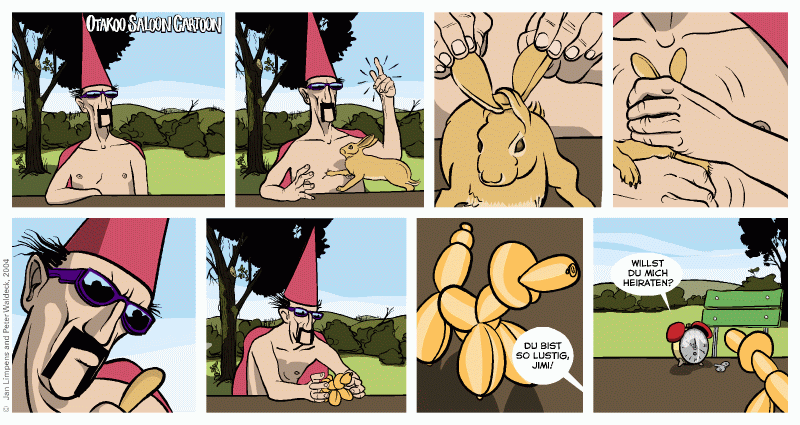 OTAKOO SALOON CARTOON
DU BIST
SO LUSTIG,
JIMI!
WILLST
DU MICH
HEIRATEN?
© Jan Limpens and Peter Waldeck, 2004